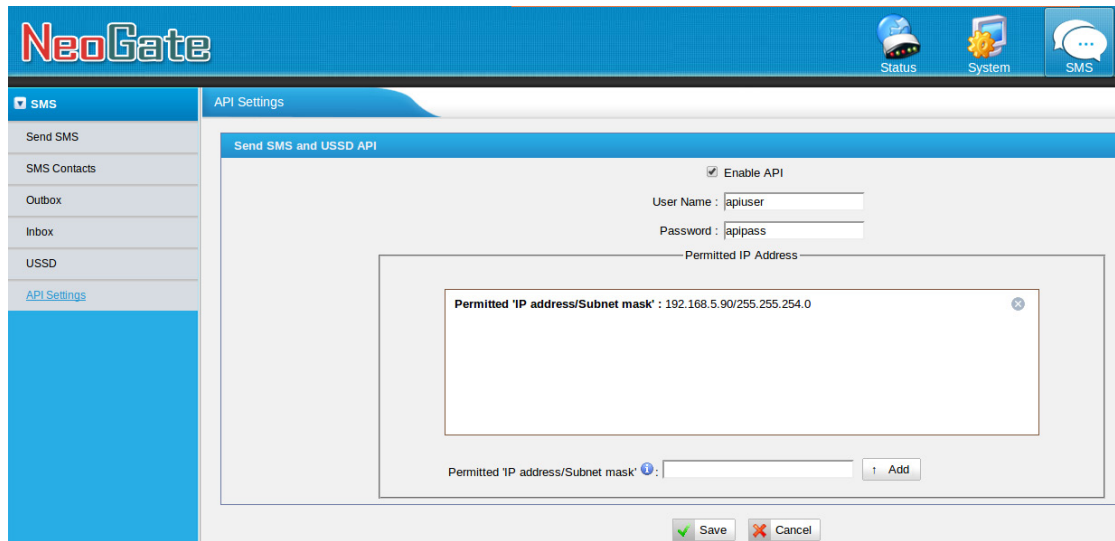 NeoGate
Status
System
SMS
SMS
Send SMS
SMS Contacts
Outbox
Inbox
USSD
API Settings
API Settings
Send SMS and USSD API
Enable API
User Name : apiuser
Password : apipass
Permitted IP Address
Permitted 'IP address/Subnet mask' : 192.168.5.90/255.255.254.0
Permitted 'IP address/Subnet mask' i :
↑ Add
Save
Cancel